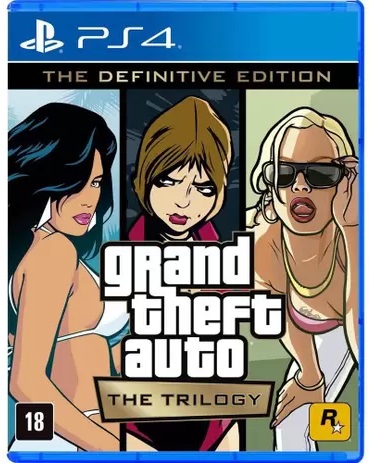 PS4
THE DEFINITIVE EDITION
grand
theft
auto
THE TRILOGY
18
R